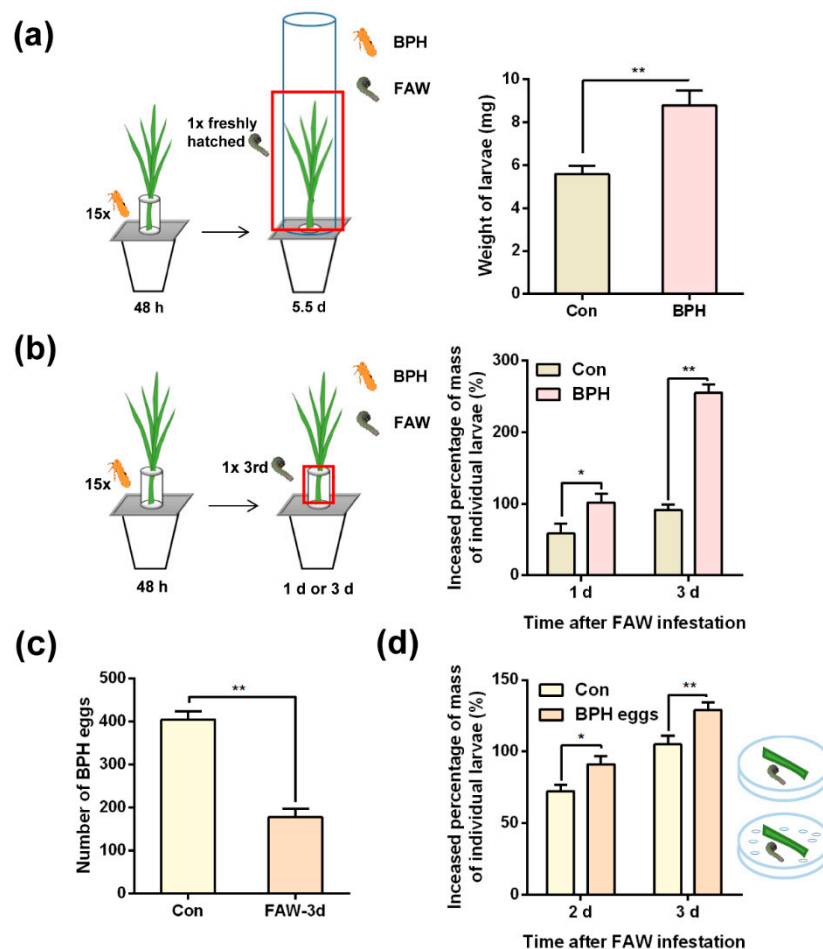 (a)
BPH
FAW
1x freshly
hatched
15x
48 h
5.5 d
Weight of larvae (mg)
10
8
6
4
2
0
**
Con
BPH
(b)
BPH
FAW
15x
1x 3rd
48 h
1 d or 3 d
Inceased percentage of mass
of individual larvae (%)
300
200
100
0
Con
BPH
*
**
1 d
3 d
Time after FAW infestation
(c)
Number of BPH eggs
500
400
300
200
100
0
**
Con
FAW-3d
(d)
Inceased percentage of mass
of individual larvae (%)
150
100
50
0
Con
BPH eggs
*
**
2 d
3 d
Time after FAW infestation